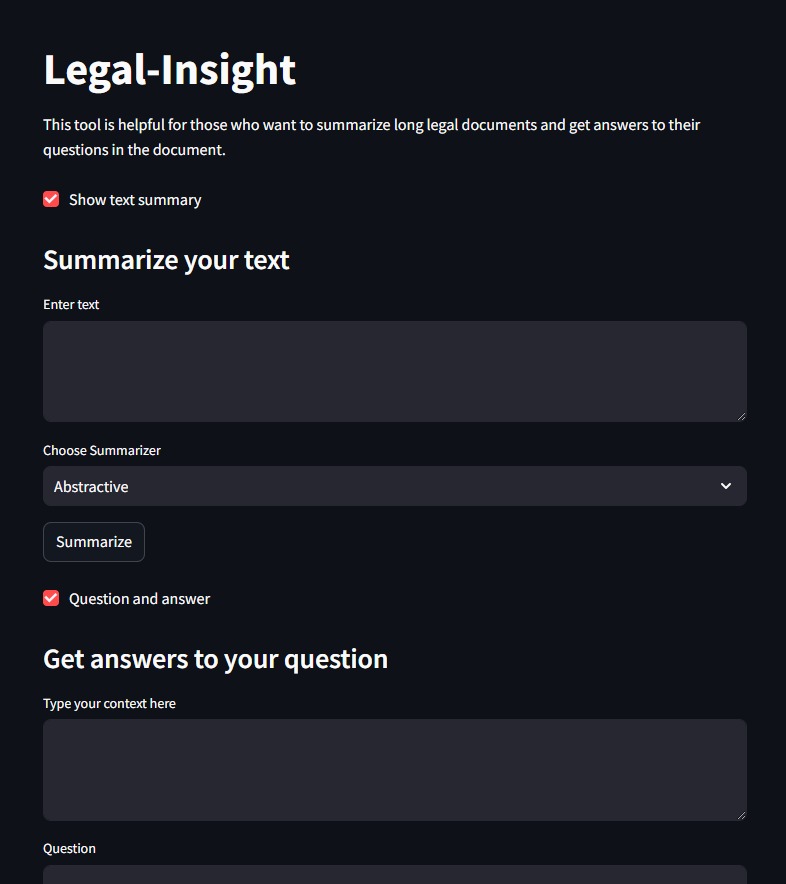 Legal-Insight
This tool is helpful for those who want to summarize long legal documents and get answers to their
questions in the document.
Show text summary
Summarize your text
Enter text
Choose Summarizer
Abstractive
Summarize
Question and answer
Get answers to your question
Type your context here
Question